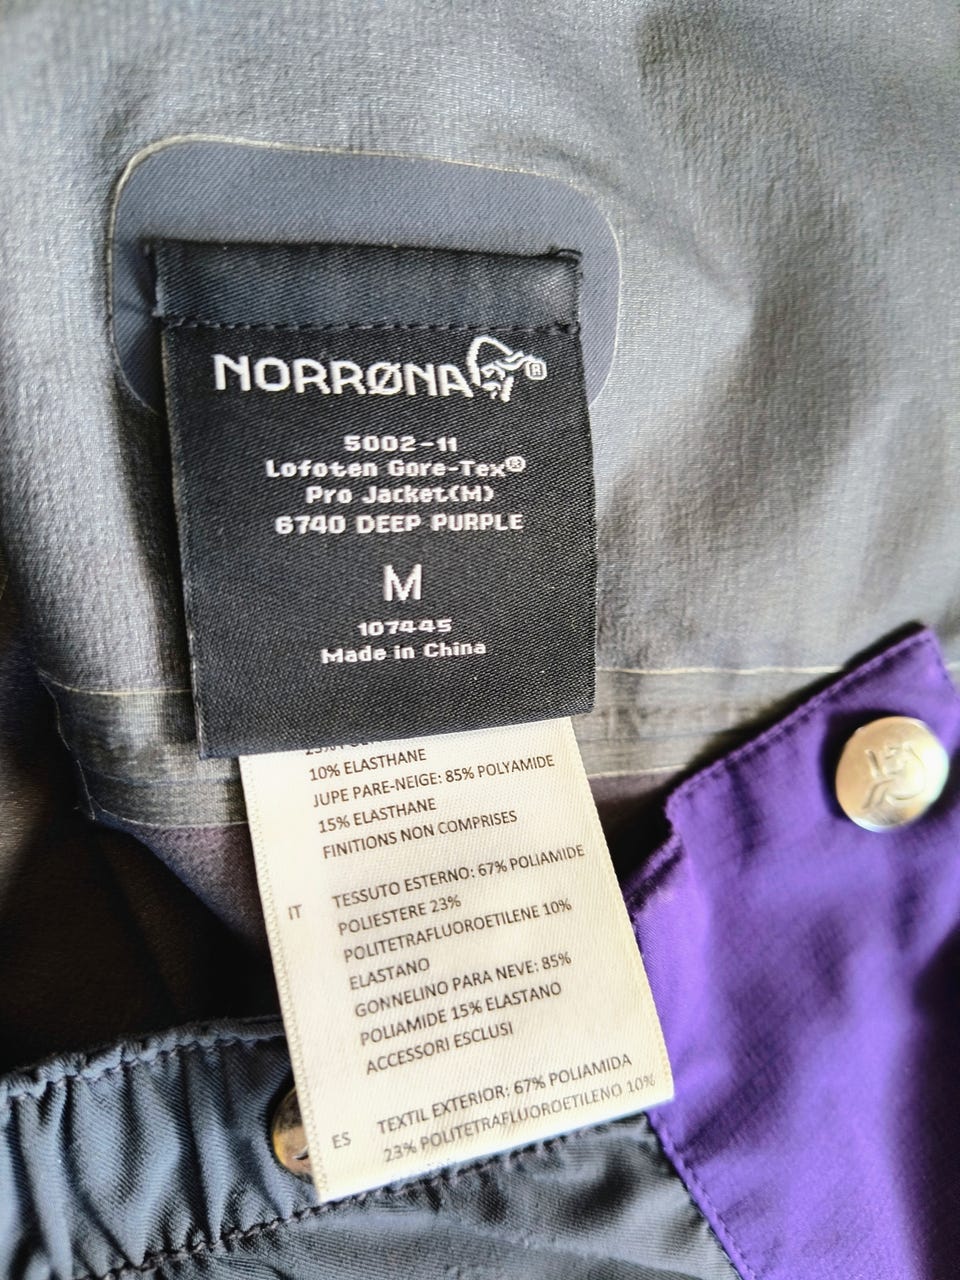 NORRØNA®
5002-11
Lofoten Gore-Tex®
Pro Jacket(M)
6740 DEEP PURPLE
M
107445
Made in China
10% ELASTHANE
JUPE PARE-NEIGE: 85% POLYAMIDE
15% ELASTHANE
FINITIONS NON COMPRISES
IT TESSUTO ESTERNO: 67% POLIAMIDE
POLIESTERE 23%
POLITETRAFLUOROETILENE 10%
ELASTANO
GONNELINO PARA NEVE: 85%
POLIAMIDE 15% ELASTANO
ACCESSORI ESCLUSI
ES TEXTIL EXTERIOR: 67% POLIAMIDA
23% POLITETRAFLUOROETILENO 10%